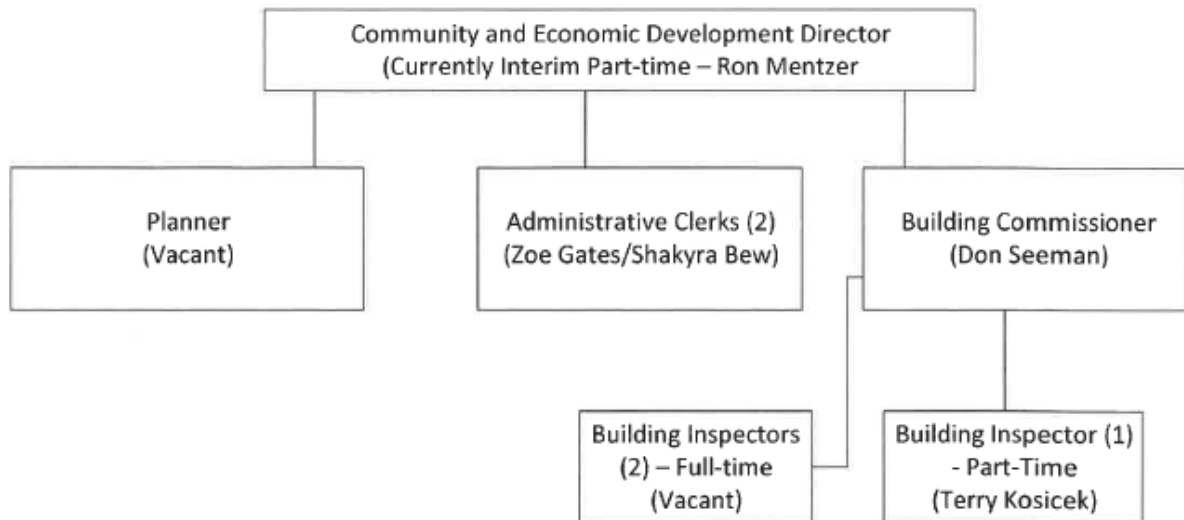 Community and Economic Development Director
(Currently Interim Part-time – Ron Mentzer
Planner
(Vacant)
Administrative Clerks (2)
(Zoe Gates/Shakyra Bew)
Building Commissioner
(Don Seeman)
Building Inspectors
(2) – Full-time
(Vacant)
Building Inspector (1)
- Part-Time
(Terry Kosicek)